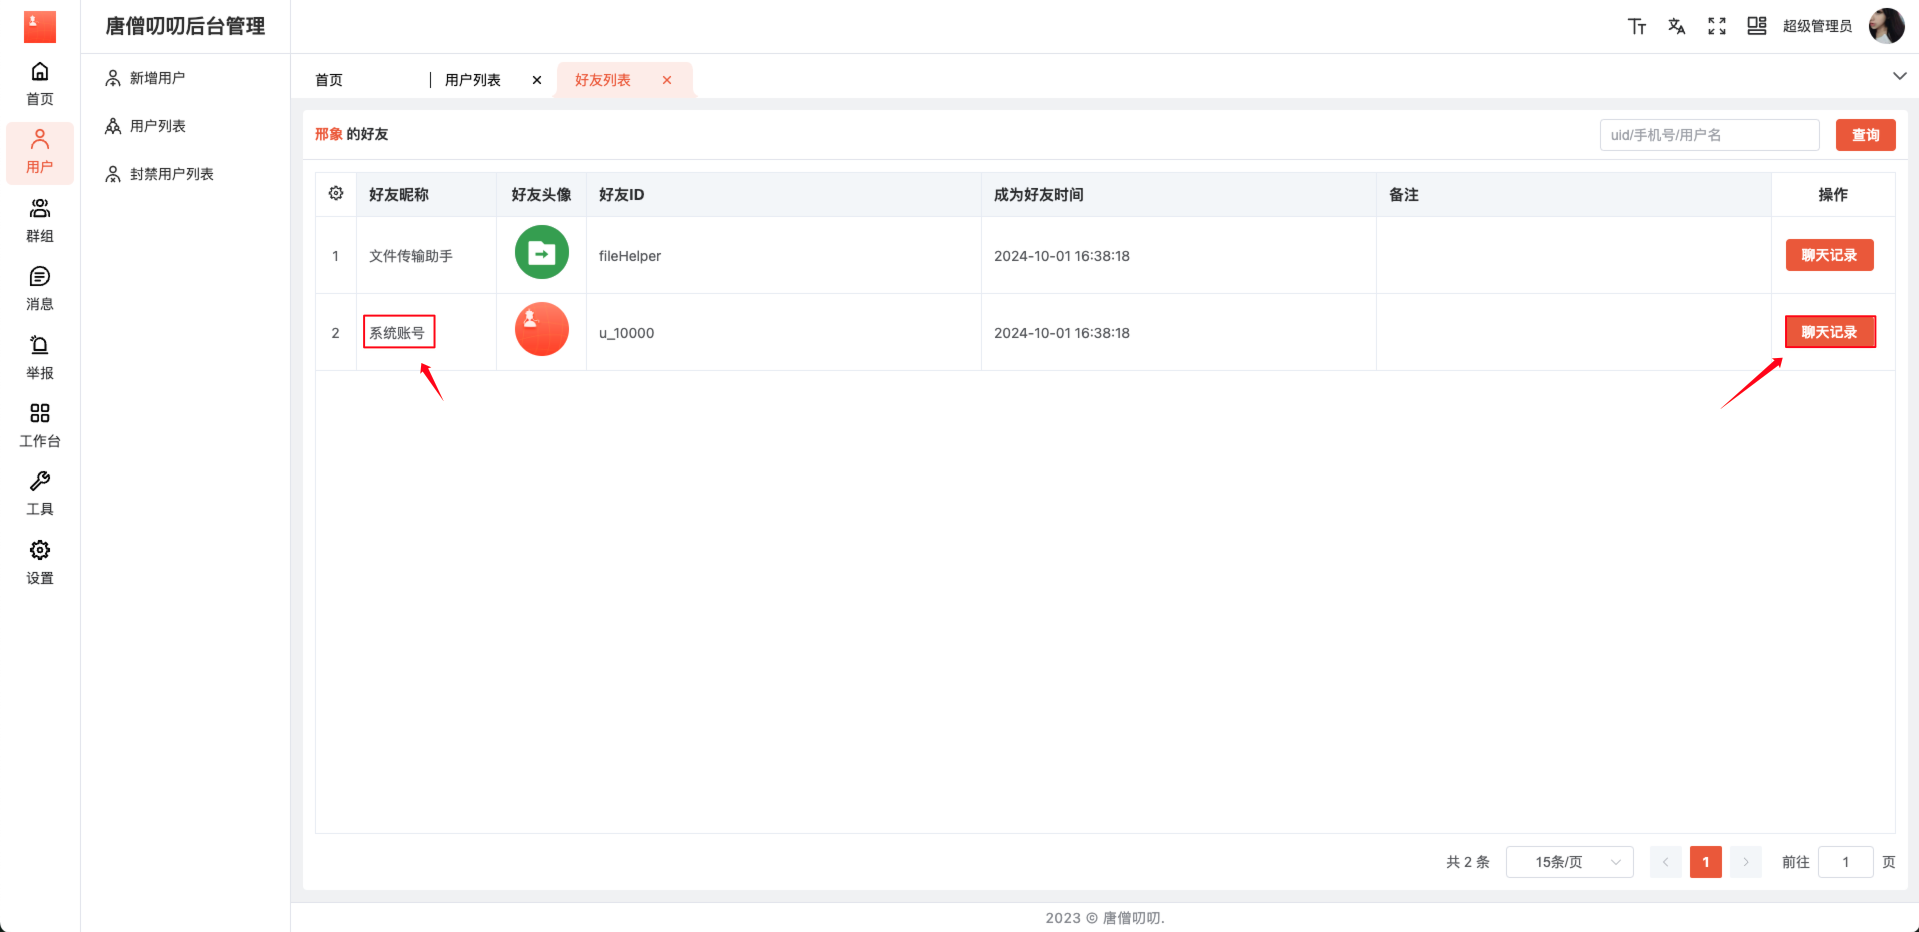 唐僧叨叨后台管理
超级管理员
首页
用户
群组
消息
举报
工作台
工具
设置
新增用户
用户列表
封禁用户列表
首页
用户列表
好友列表
邢象 的好友
uid/手机号/用户名
查询
好友昵称 好友头像 好友ID 成为好友时间 备注 操作
1 文件传输助手 fileHelper 2024-10-01 16:38:18 聊天记录
2 系统账号 u_10000 2024-10-01 16:38:18 聊天记录
共 2 条 15条/页 1 前往 1 页
2023 © 唐僧叨叨.